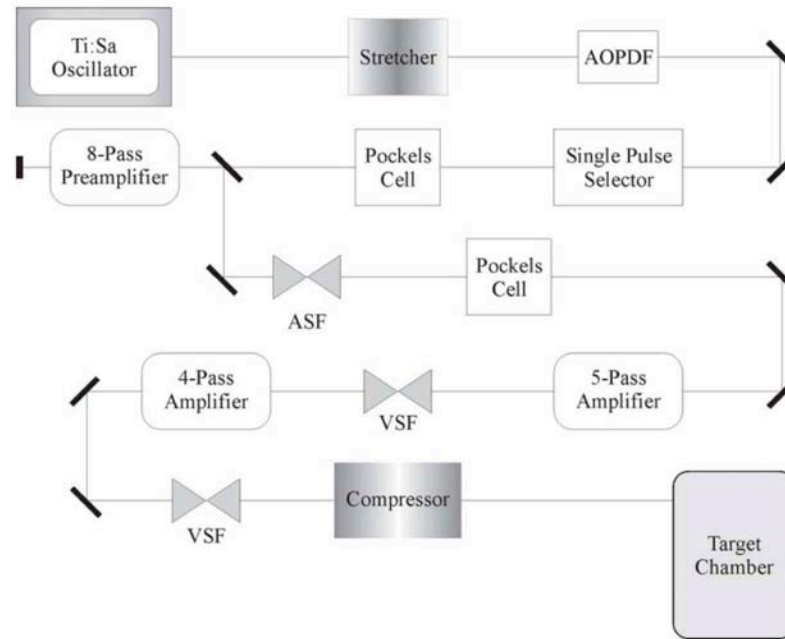 Ti:Sa
Oscillator
Stretcher
AOPDF
8-Pass
Preamplifier
Pockels
Cell
Single Pulse
Selector
Pockels
Cell
ASF
4-Pass
Amplifier
VSF
5-Pass
Amplifier
VSF
Compressor
Target
Chamber